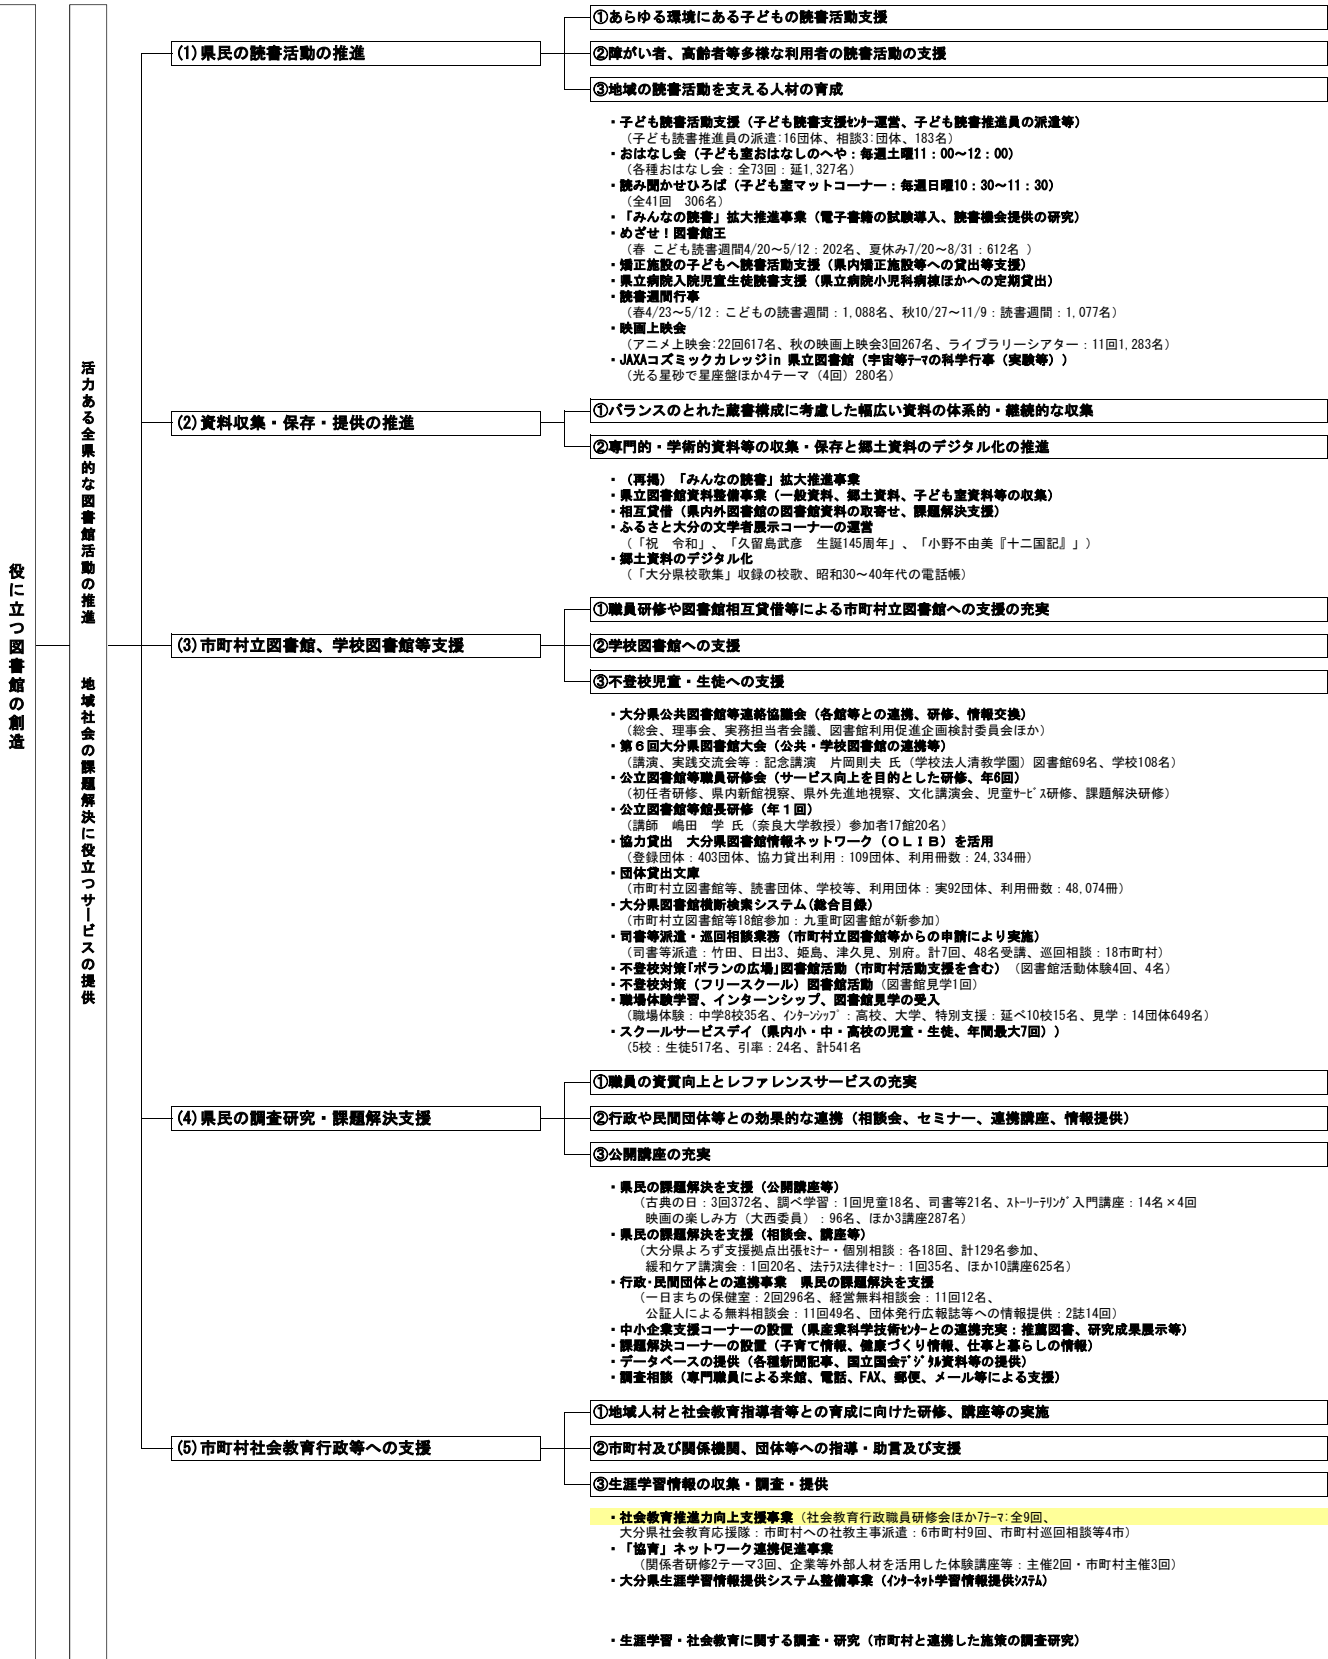 役に立つ図書館の創造
活力ある全県的な図書館活動の推進　地域社会の課題解決に役立つサービスの提供
(1)県民の読書活動の推進
①あらゆる環境にある子どもの読書活動支援
②障がい者、高齢者等多様な利用者の読書活動の支援
③地域の読書活動を支える人材の育成
・子ども読書活動支援（子ども読書支援ｾﾝﾀｰ運営、子ども読書推進員の派遣等）
（子ども読書推進員の派遣:16団体、相談3:団体、183名）
・おはなし会（子ども室おはなしのへや：毎週土曜11：00～12：00）
（各種おはなし会：全73回：延1,327名）
・読み聞かせひろば（子ども室マットコーナー：毎週日曜10：30～11：30）
（全41回　306名）
・「みんなの読書」拡大推進事業（電子書籍の試験導入、読書機会提供の研究）
・めざせ！図書館王
（春 こども読書週間4/20～5/12：202名、夏休み7/20～8/31：612名 ）
・矯正施設の子どもへ読書活動支援（県内矯正施設等への貸出等支援）
・県立病院入院児童生徒読書支援（県立病院小児科病棟ほかへの定期貸出）
・読書週間行事
（春4/23～5/12：こどもの読書週間：1,088名、秋10/27～11/9：読書週間：1,077名）
・映画上映会
（アニメ上映会:22回617名、秋の映画上映会3回267名、ライブラリーシアター：11回1,283名）
・JAXAコズミックカレッジin 県立図書館（宇宙等ﾃｰﾏの科学行事（実験等））
（光る星砂で星座盤ほか4テーマ（4回）280名）
(2)資料収集・保存・提供の推進
①バランスのとれた蔵書構成に考慮した幅広い資料の体系的・継続的な収集
②専門的・学術的資料等の収集・保存と郷土資料のデジタル化の推進
・（再掲）「みんなの読書」拡大推進事業
・県立図書館資料整備事業（一般資料、郷土資料、子ども室資料等の収集）
・相互貸借（県内外図書館の図書館資料の取寄せ、課題解決支援）
・ふるさと大分の文学者展示コーナーの運営
（「祝　令和」、「久留島武彦　生誕145周年」、「小野不由美『十二国記』」）
・郷土資料のデジタル化
（「大分県校歌集」収録の校歌、昭和30～40年代の電話帳）
(3)市町村立図書館、学校図書館等支援
①職員研修や図書館相互貸借等による市町村立図書館への支援の充実
②学校図書館への支援
③不登校児童・生徒への支援
・大分県公共図書館等連絡協議会（各館等との連携、研修、情報交換）
（総会、理事会、実務担当者会議、図書館利用促進企画検討委員会ほか）
・第６回大分県図書館大会（公共・学校図書館の連携等）
（講演、実践交流会等：記念講演　片岡則夫 氏（学校法人清教学園）図書館69名、学校108名）
・公立図書館等職員研修会（サービス向上を目的とした研修、年6回）
（初任者研修、県内新館視察、県外先進地視察、文化講演会、児童ｻｰﾋﾞｽ研修、課題解決研修）
・公立図書館等館長研修（年１回）
（講師　嶋田　学 氏（奈良大学教授）参加者17館20名）
・協力貸出　大分県図書館情報ネットワーク（ＯＬＩＢ）を活用
（登録団体：403団体、協力貸出利用：109団体、利用冊数：24,334冊）
・団体貸出文庫
（市町村立図書館等、読書団体、学校等、利用団体：実92団体、利用冊数：48,074冊）
・大分県図書館横断検索システム(総合目録)
（市町村立図書館等18館参加：九重町図書館が新参加）
・司書等派遣・巡回相談業務（市町村立図書館等からの申請により実施）
（司書等派遣：竹田、日出3、姫島、津久見、別府。計7回、48名受講、巡回相談：18市町村）
・不登校対策｢ポランの広場｣図書館活動（市町村活動支援を含む）（図書館活動体験4回、4名）
・不登校対策（フリースクール）図書館活動（図書館見学1回）
・職場体験学習、インターンシップ、図書館見学の受入
（職場体験：中学8校35名、ｲﾝﾀｰﾝｼｯﾌﾟ：高校、大学、特別支援：延べ10校15名、見学：14団体649名）
・スクールサービスデイ（県内小・中・高校の児童・生徒、年間最大7回））
（5校：生徒517名、引率：24名、計541名
(4)県民の調査研究・課題解決支援
①職員の資質向上とレファレンスサービスの充実
②行政や民間団体等との効果的な連携（相談会、セミナー、連携講座、情報提供）
③公開講座の充実
・県民の課題解決を支援（公開講座等）
（古典の日：3回372名、調べ学習：1回児童18名、司書等21名、ｽﾄｰﾘｰﾃﾘﾝｸﾞ入門講座：14名×4回
映画の楽しみ方（大西委員）：96名、ほか3講座287名）
・県民の課題解決を支援（相談会、講座等）
（大分県よろず支援拠点出張ｾﾐﾅｰ・個別相談：各18回、計129名参加、
緩和ケア講演会：1回20名、法ﾃﾗｽ法律ｾﾐﾅｰ：1回35名、ほか10講座625名）
・行政･民間団体との連携事業　県民の課題解決を支援
（一日まちの保健室：2回296名、経営無料相談会：11回12名、
公証人による無料相談会：11回49名、団体発行広報誌等への情報提供：2誌14回）
・中小企業支援コーナーの設置（県産業科学技術ｾﾝﾀｰとの連携充実：推薦図書、研究成果展示等）
・課題解決コーナーの設置（子育て情報、健康づくり情報、仕事と暮らしの情報）
・データベースの提供（各種新聞記事、国立国会ﾃﾞｼﾞﾀﾙ資料等の提供）
・調査相談（専門職員による来館、電話、FAX、郵便、メール等による支援）
(5)市町村社会教育行政等への支援
①地域人材と社会教育指導者等との育成に向けた研修、講座等の実施
②市町村及び関係機関、団体等への指導・助言及び支援
③生涯学習情報の収集・調査・提供
・社会教育推進力向上支援事業（社会教育行政職員研修会ほか7ﾃｰﾏ:全9回、
大分県社会教育応援隊：市町村への社教主事派遣：6市町村9回、市町村巡回相談等4市）
・「協育」ネットワーク連携促進事業
（関係者研修2テーマ3回、企業等外部人材を活用した体験講座等：主催2回・市町村主催3回）
・大分県生涯学習情報提供システム整備事業（ｲﾝﾀｰﾈｯﾄ学習情報提供ｼｽﾃﾑ）
・生涯学習・社会教育に関する調査・研究（市町村と連携した施策の調査研究）